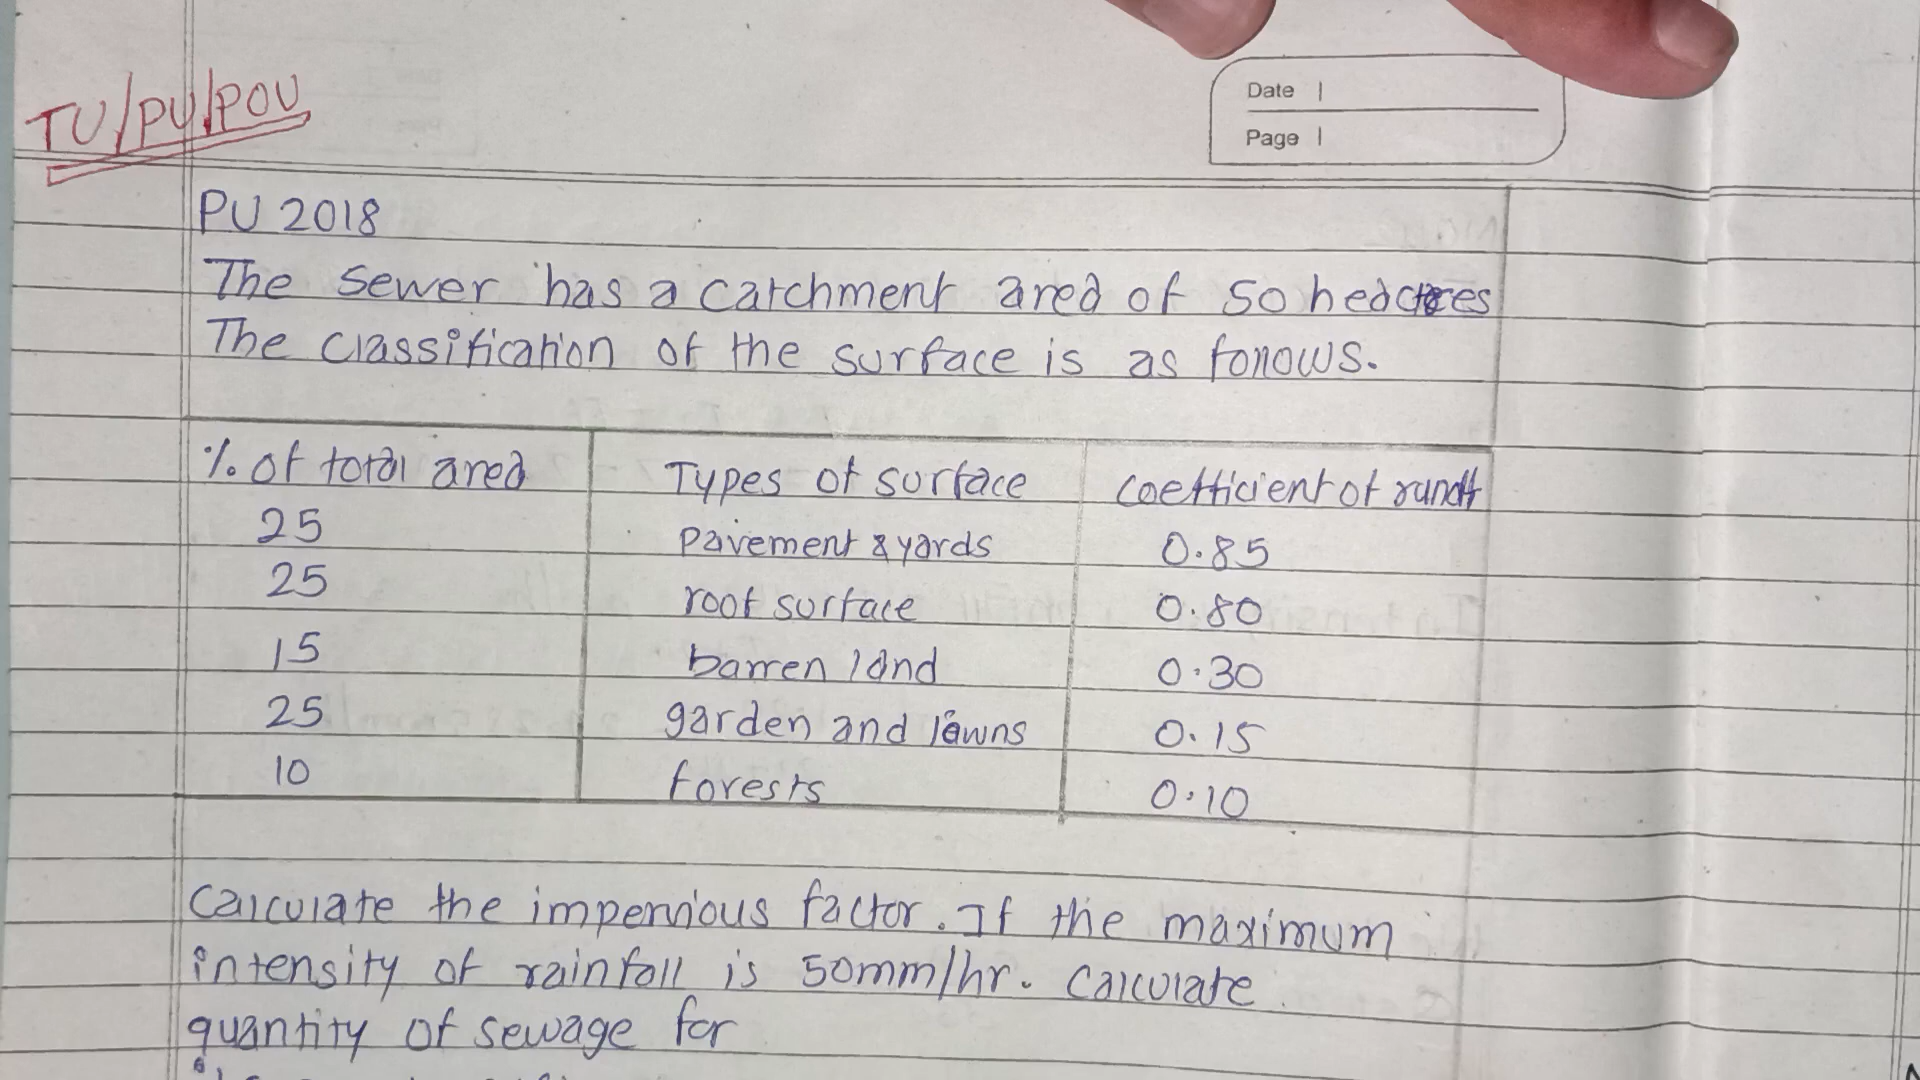 TU/PU/POU
Date
Page
PU 2018
The sewer has a catchment area of 50 hedctres
The classification of the surface is as follows.
% of total area Types of surface coefficient of runoff
25 pavement & yards 0.85
25 roof surface 0.80
15 barren land 0.30
25 garden and lawns 0.15
10 forests 0.10
calculate the impervious factor. If the maximum
intensity of rainfall is 50mm/hr. calculate
quantity of sewage for